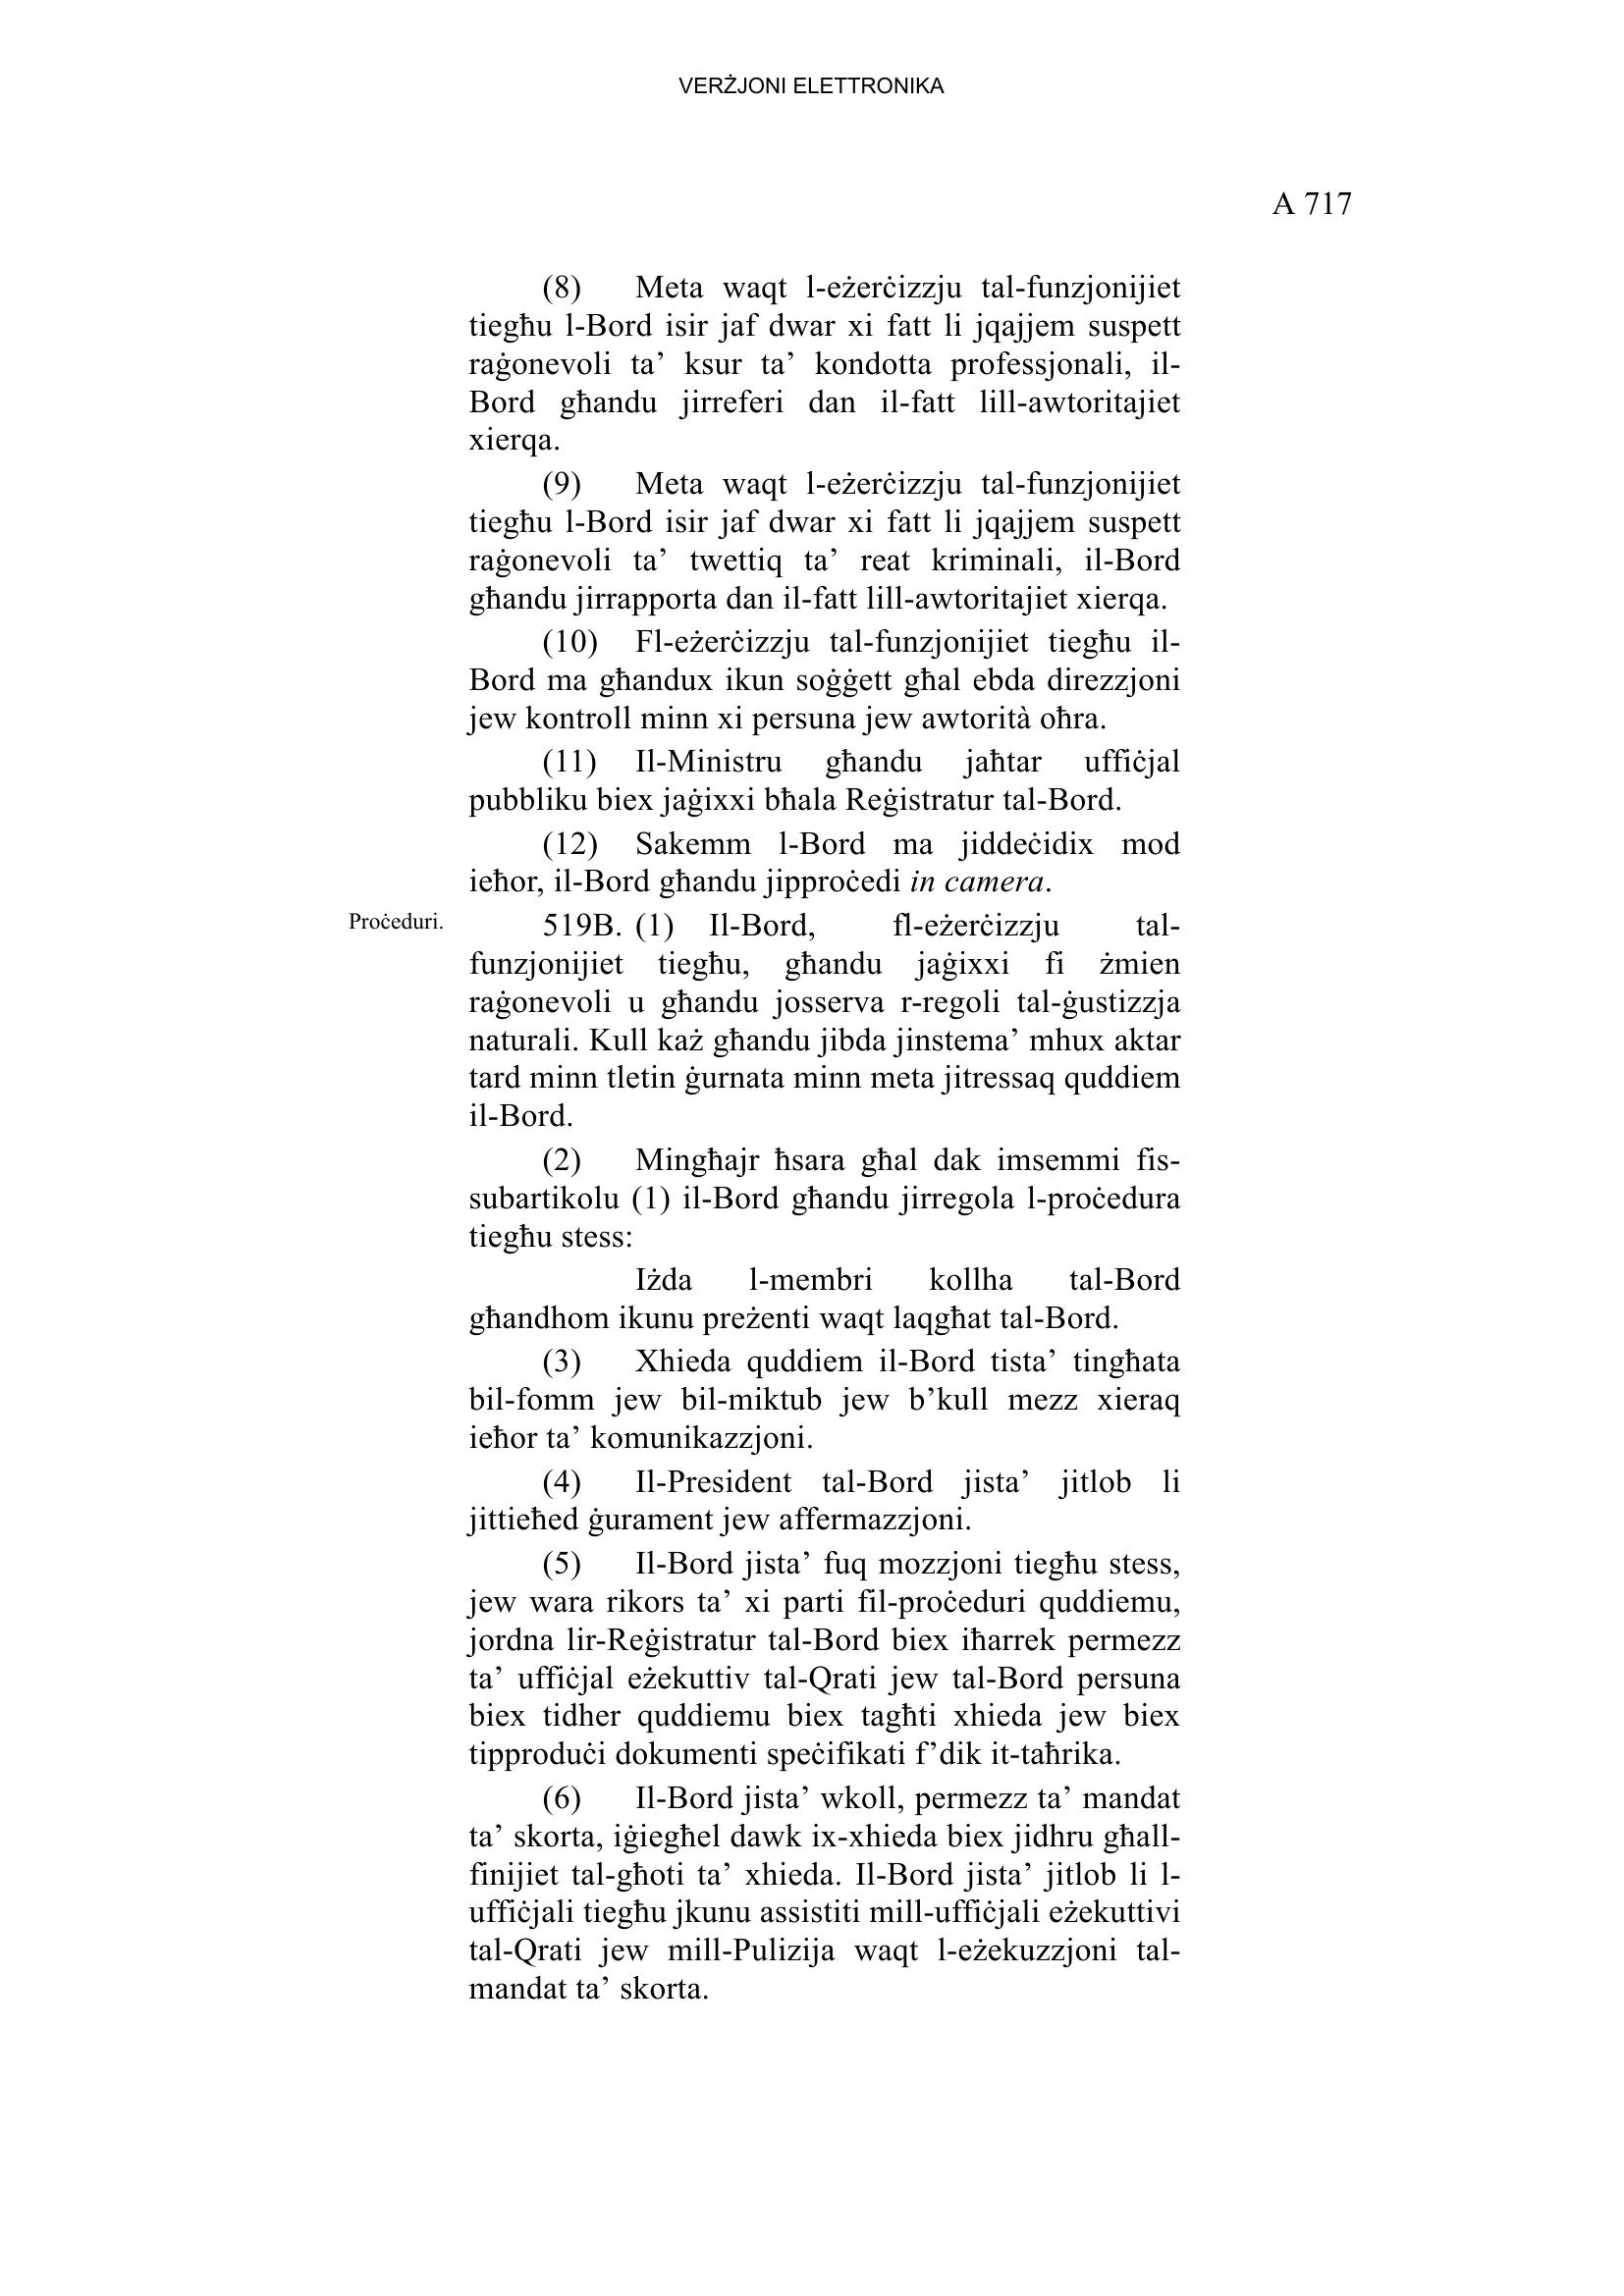 VERŻJONI ELETTRONIKA
A 717
(8) Meta waqt l-eżerċizzju tal-funzjonijiet
tiegħu l-Bord isir jaf dwar xi fatt li jqajjem suspett
raġonevoli ta’ ksur ta’ kondotta professjonali, il-
Bord għandu jirreferi dan il-fatt lill-awtoritajiet
xierqa.
(9) Meta waqt l-eżerċizzju tal-funzjonijiet
tiegħu l-Bord isir jaf dwar xi fatt li jqajjem suspett
raġonevoli ta’ twettiq ta’ reat kriminali, il-Bord
għandu jirrapporta dan il-fatt lill-awtoritajiet xierqa.
(10) Fl-eżerċizzju tal-funzjonijiet tiegħu il-
Bord ma għandux ikun soġġett għal ebda direzzjoni
jew kontroll minn xi persuna jew awtorità oħra.
(11) Il-Ministru għandu jaħtar uffiċjal
pubbliku biex jaġixxi bħala Reġistratur tal-Bord.
(12) Sakemm l-Bord ma jiddeċidix mod
ieħor, il-Bord għandu jipproċedi in camera.
Proċeduri.
519B. (1) Il-Bord, fl-eżerċizzju tal-
funzjonijiet tiegħu, għandu jaġixxi fi żmien
raġonevoli u għandu josserva r-regoli tal-ġustizzja
naturali. Kull każ għandu jibda jinstema’ mhux aktar
tard minn tletin ġurnata minn meta jitressaq quddiem
il-Bord.
(2) Mingħajr ħsara għal dak imsemmi fis-
subartikolu (1) il-Bord għandu jirregola l-proċedura
tiegħu stess:
Iżda l-membri kollha tal-Bord
għandhom ikunu preżenti waqt laqgħat tal-Bord.
(3) Xhieda quddiem il-Bord tista’ tingħata
bil-fomm jew bil-miktub jew b’kull mezz xieraq
ieħor ta’ komunikazzjoni.
(4) Il-President tal-Bord jista’ jitlob li
jittieħed ġurament jew affermazzjoni.
(5) Il-Bord jista’ fuq mozzjoni tiegħu stess,
jew wara rikors ta’ xi parti fil-proċeduri quddiemu,
jordna lir-Reġistratur tal-Bord biex iħarrek permezz
ta’ uffiċjal eżekuttiv tal-Qrati jew tal-Bord persuna
biex tidher quddiemu biex tagħti xhieda jew biex
tipproduċi dokumenti speċifikati f’dik it-taħrika.
(6) Il-Bord jista’ wkoll, permezz ta’ mandat
ta’ skorta, iġiegħel dawk ix-xhieda biex jidhru għall-
finijiet tal-għoti ta’ xhieda. Il-Bord jista’ jitlob li l-
uffiċjali tiegħu jkunu assistiti mill-uffiċjali eżekuttivi
tal-Qrati jew mill-Pulizija waqt l-eżekuzzjoni tal-
mandat ta’ skorta.